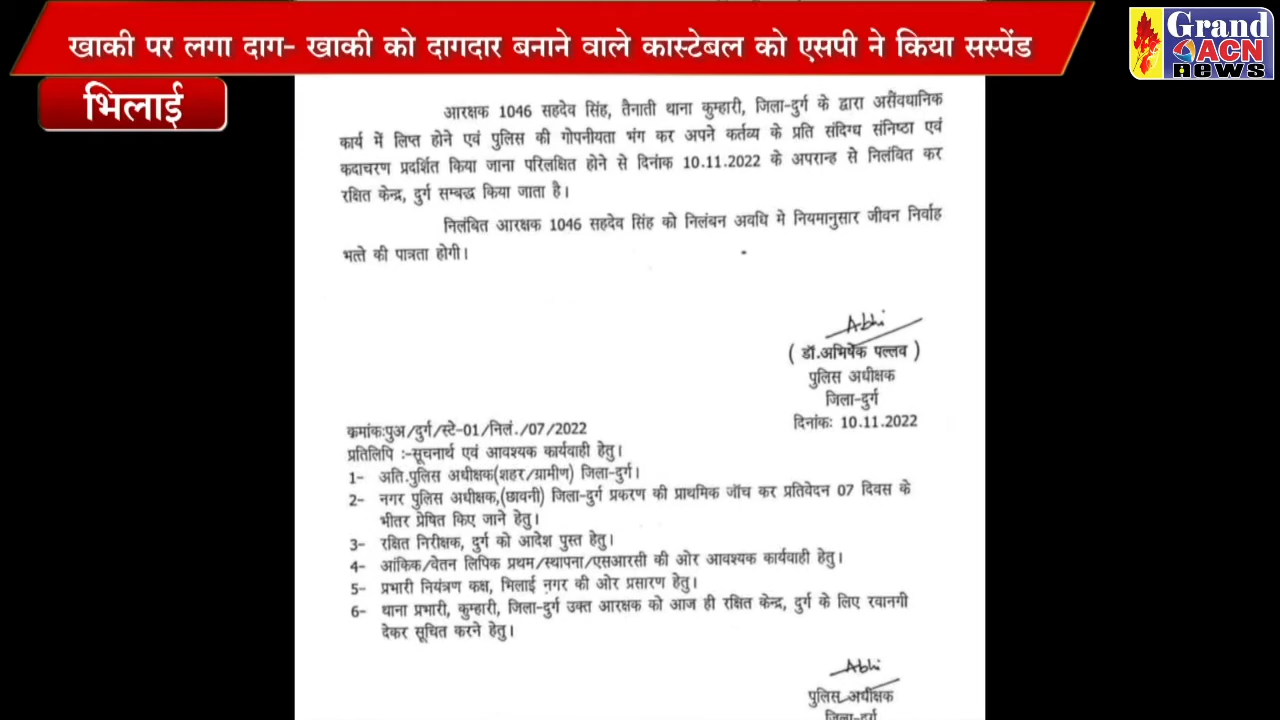 खाकी पर लगा दाग- खाकी को दागदार बनाने वाले कास्टेबल को एसपी ने किया सस्पेंड
Grand
ACN
news
भिलाई
आरक्षक 1046 सहदेव सिंह, तैनाती थाना कुम्हारी, जिला-दुर्ग के द्वारा असैंवधानिक
कार्य में लिप्त होने एवं पुलिस की गोपनीयता भंग कर अपने कर्तव्य के प्रति संदिग्ध संनिष्ठा एवं
कदाचरण प्रदर्शित किया जाना परिलक्षित होने से दिनांक 10.11.2022 के अपरान्ह से निलंबित कर
रक्षित केन्द्र, दुर्ग सम्बद्ध किया जाता है।
निलंबित आरक्षक 1046 सहदेव सिंह को निलंबन अवधि मे नियमानुसार जीवन निर्वाह
भत्ते की पात्रता होगी।
Abhi
( डॉ.अभिषेक पल्लव )
पुलिस अधीक्षक
जिला-दुर्ग
दिनांकः 10.11.2022
क्रमांकःपुअ/दुर्ग/स्टे-01/निलं./07/2022
प्रतिलिपि :-सूचनार्थ एवं आवश्यक कार्यवाही हेतु।
1- अति.पुलिस अधीक्षक(शहर/ग्रामीण) जिला-दुर्ग।
2- नगर पुलिस अधीक्षक,(छावनी) जिला-दुर्ग प्रकरण की प्राथमिक जॉंच कर प्रतिवेदन 07 दिवस के
भीतर प्रेषित किए जाने हेतु।
3- रक्षित निरीक्षक, दुर्ग को आदेश पुस्त हेतु।
4- आंकिक/वेतन लिपिक प्रथम/स्थापना/एसआरसी की ओर आवश्यक कार्यवाही हेतु।
5- प्रभारी नियंत्रण कक्ष, भिलाई नगर की ओर प्रसारण हेतु।
6- थाना प्रभारी, कुम्हारी, जिला-दुर्ग उक्त आरक्षक को आज ही रक्षित केन्द्र, दुर्ग के लिए रवानगी
देकर सूचित करने हेतु।
Abhi
पुलिस अधीक्षक
जिला-दुर्ग